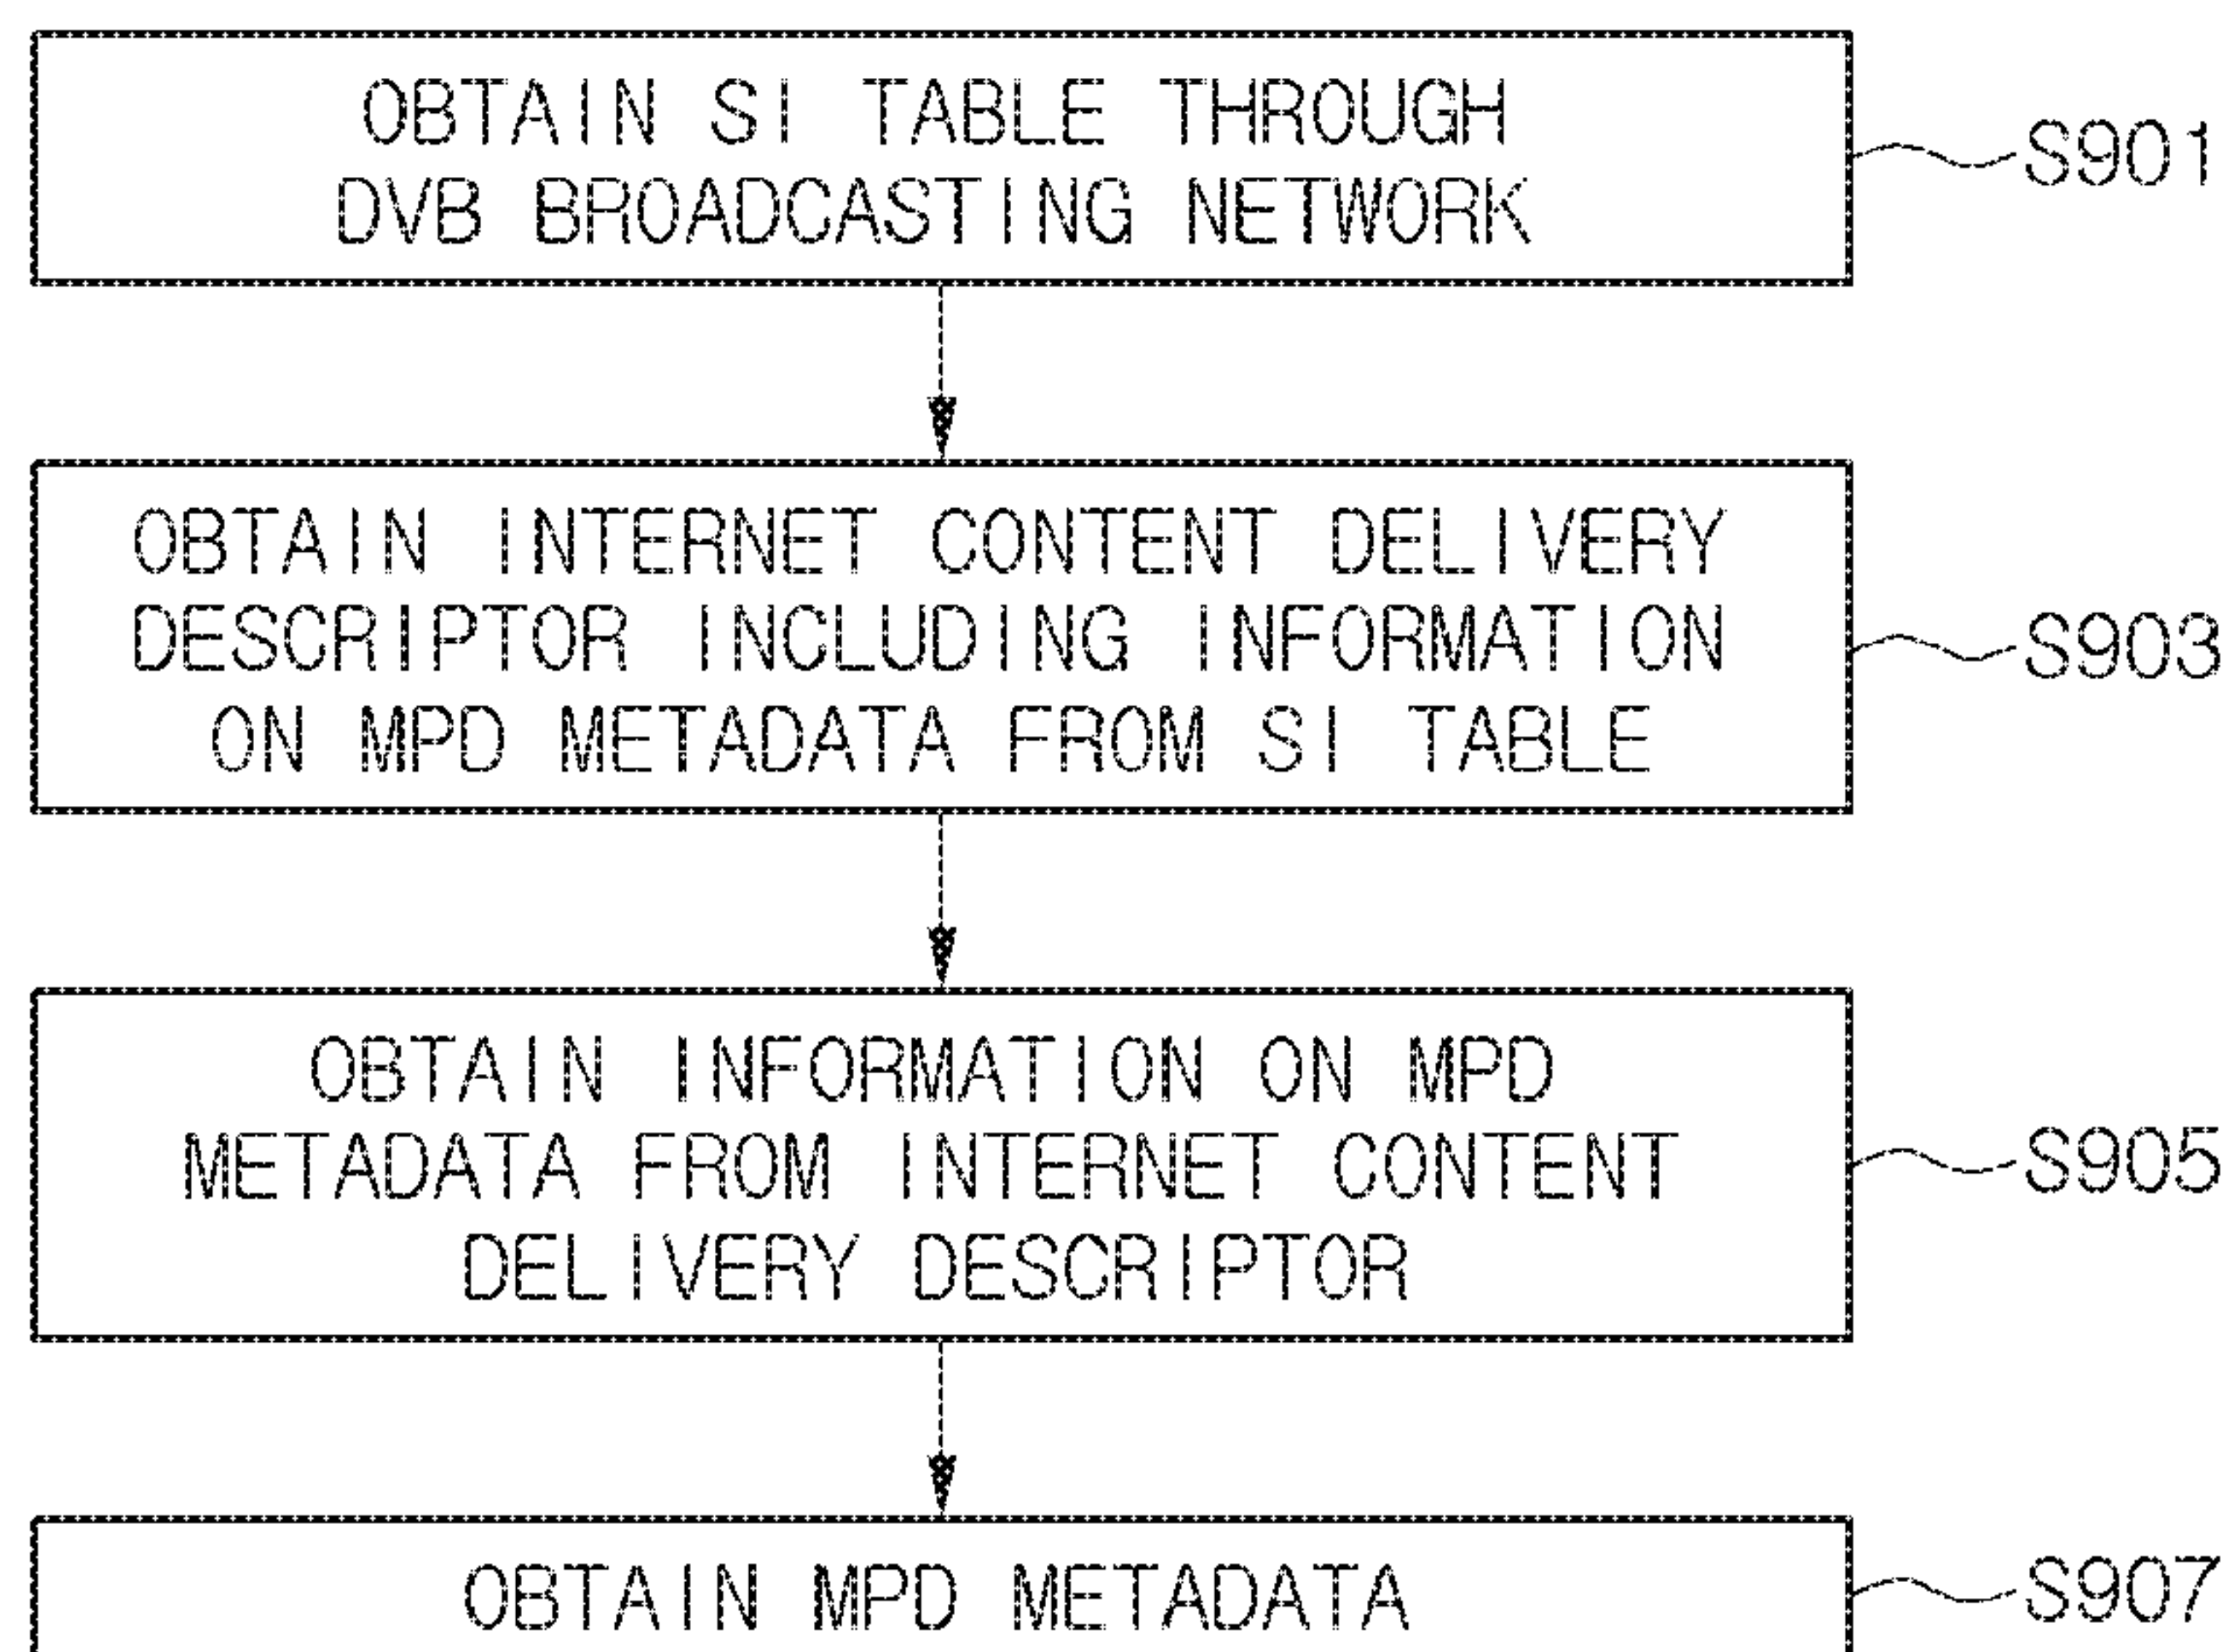 OBTAIN SI TABLE THROUGH
DVB BROADCASTING NETWORK
S901
OBTAIN INTERNET CONTENT DELIVERY
DESCRIPTOR INCLUDING INFORMATION
ON MPD METADATA FROM SI TABLE
S903
OBTAIN INFORMATION ON MPD
METADATA FROM INTERNET CONTENT
DELIVERY DESCRIPTOR
S905
OBTAIN MPD METADATA
S907